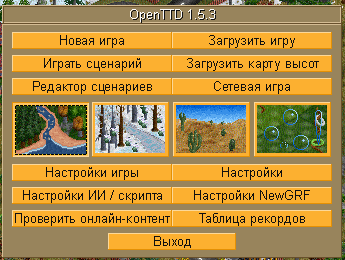 OpenTTD 1.5.3
Новая игра Загрузить игру
Играть сценарий Загрузить карту высот
Редактор сценариев Сетевая игра
Настройки игры Настройки
Настройки ИИ / скрипта Настройки NewGRF
Проверить онлайн-контент Таблица рекордов
Выход